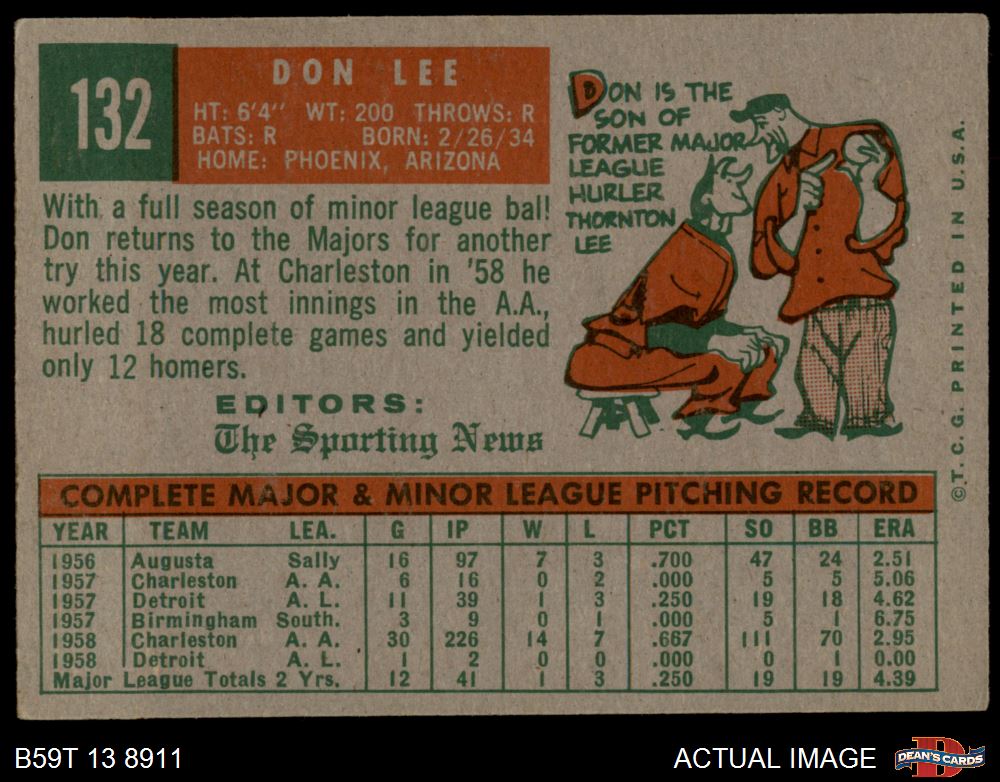 132
DON LEE
HT: 6'4" WT: 200 THROWS: R
BATS: R BORN: 2/26/34
HOME: PHOENIX, ARIZONA
With a full season of minor league ball
Don returns to the Majors for another
try this year. At Charleston in '58 he
worked the most innings in the A.A.,
hurled 18 complete games and yielded
only 12 homers.
EDITORS:
The Sporting News
DON IS THE
SON OF
FORMER MAJOR
LEAGUE
HURLER
THORNTON
LEE
©T. C. G. PRINTED IN U.S.A.
COMPLETE MAJOR & MINOR LEAGUE PITCHING RECORD
YEAR TEAM LEA. G IP W L PCT SO BB ERA
1956 Augusta Sally 16 97 7 3 .700 47 24 2.51
1957 Charleston A. A. 6 16 0 2 .000 5 5 5.06
1957 Detroit A. L. 11 39 1 3 .250 19 18 4.62
1957 Birmingham South. 3 9 0 1 .000 5 1 6.75
1958 Charleston A. A. 30 226 14 7 .667 111 70 2.95
1958 Detroit A. L. 1 2 0 0 .000 0 1 0.00
Major League Totals 2 Yrs. 12 41 1 3 .250 19 19 4.39
B59T 13 8911
ACTUAL IMAGE
D
DEAN'S CARDS